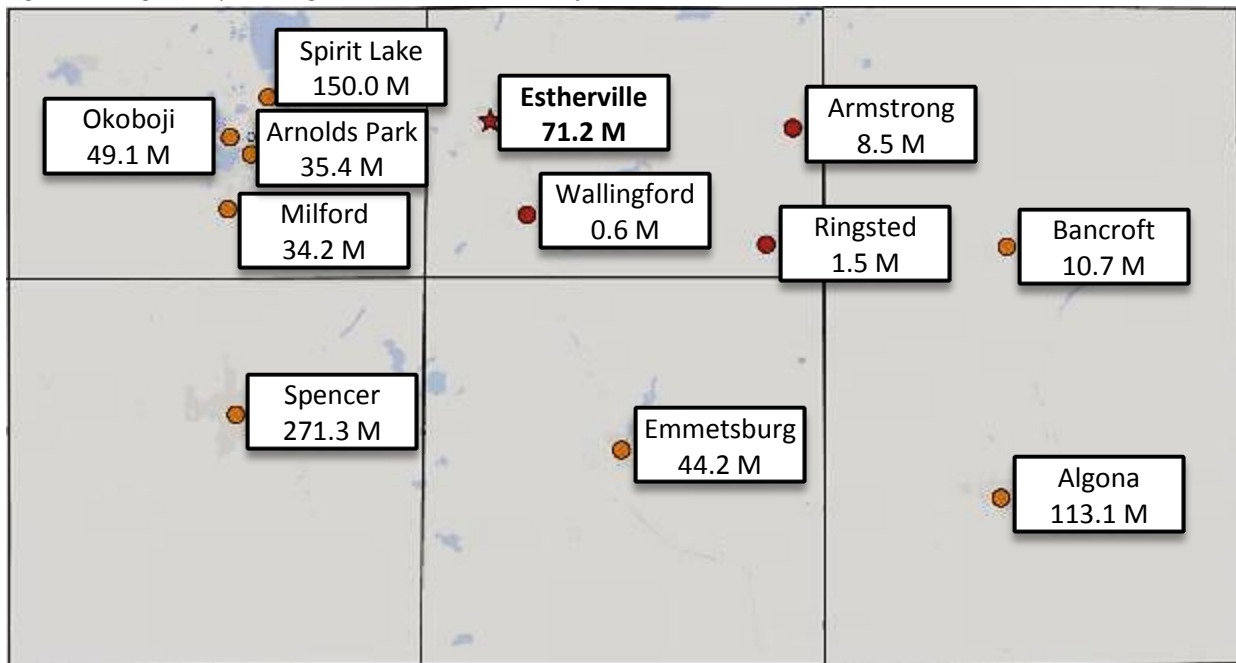 Spirit Lake
150.0 M
Estherville
71.2 M
Okoboji
49.1 M
Arnolds Park
35.4 M
Armstrong
8.5 M
Milford
34.2 M
Wallingford
0.6 M
Ringsted
1.5 M
Bancroft
10.7 M
Spencer
271.3 M
Emmetsburg
44.2 M
Algona
113.1 M